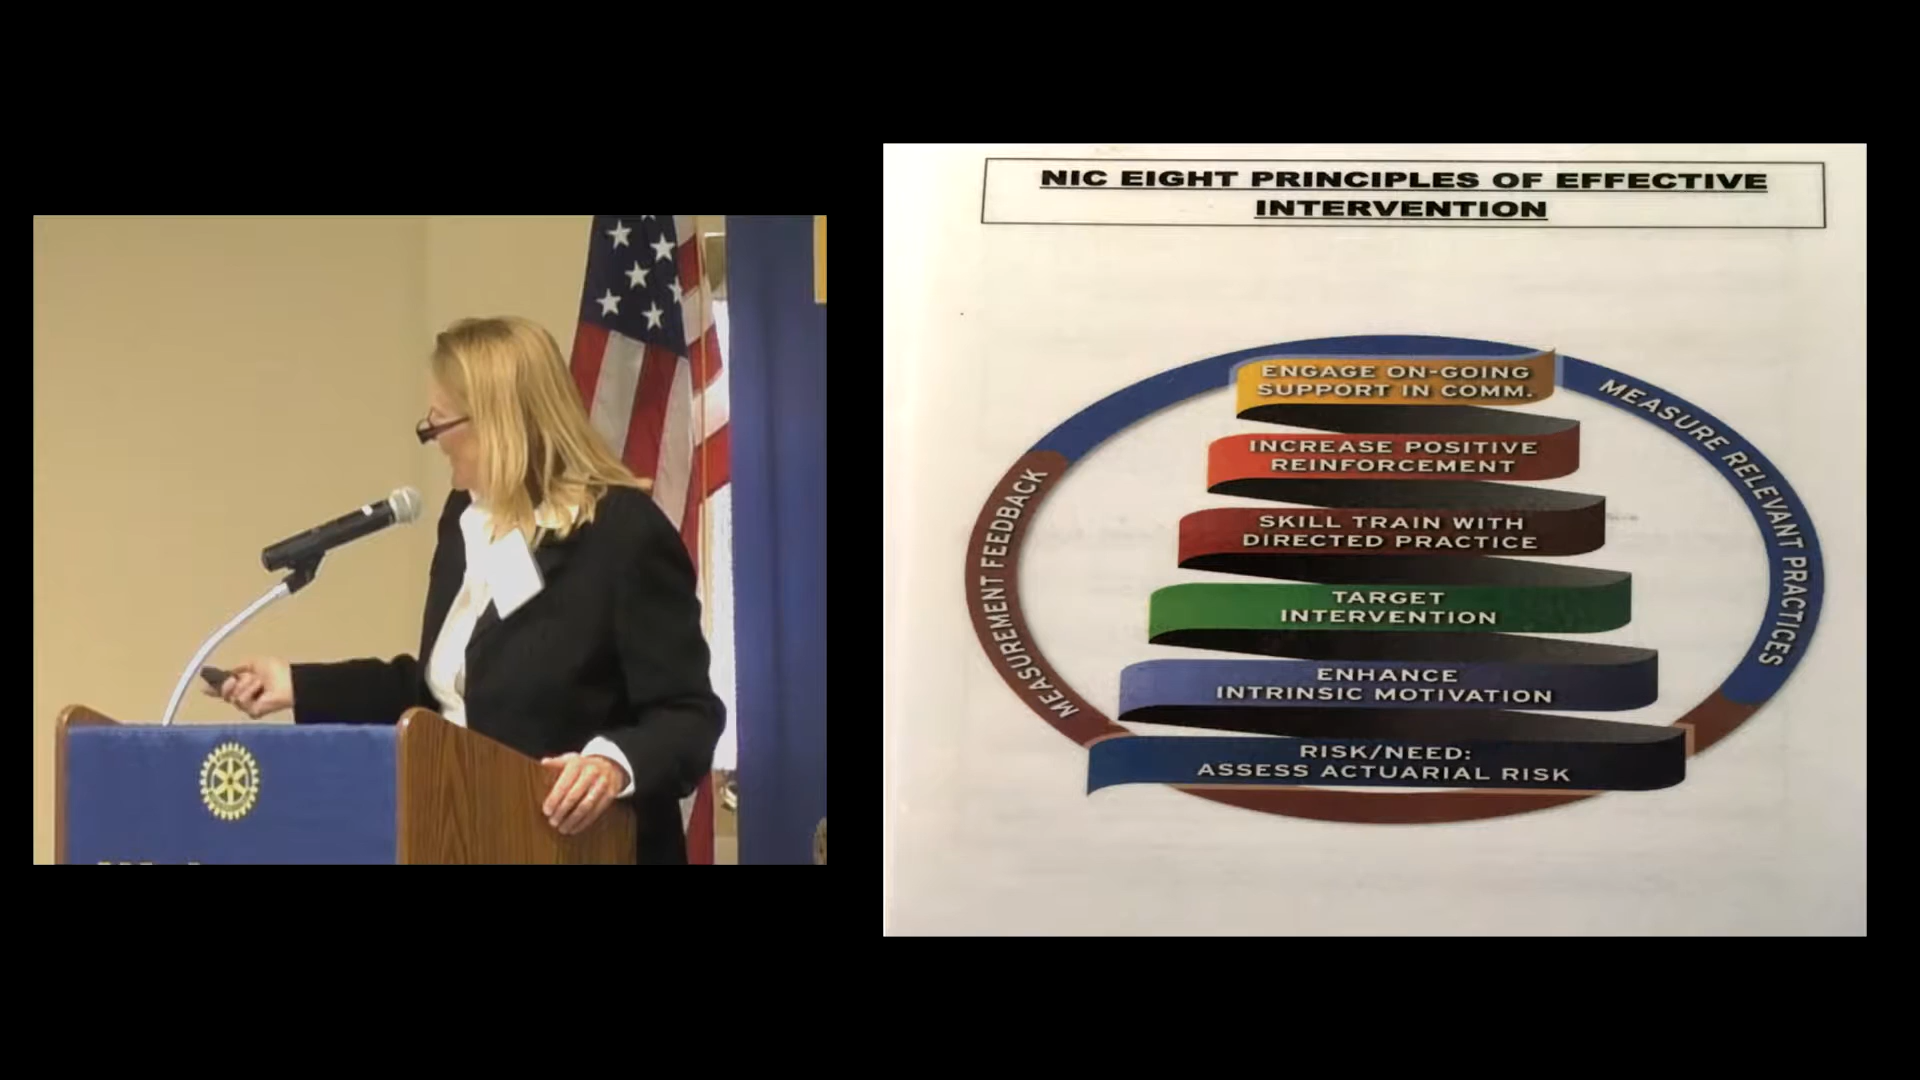 NIC EIGHT PRINCIPLES OF EFFECTIVE
INTERVENTION
ENGAGE ON-GOING
SUPPORT IN COMM.
INCREASE POSITIVE
REINFORCEMENT
SKILL TRAIN WITH
DIRECTED PRACTICE
TARGET
INTERVENTION
ENHANCE
INTRINSIC MOTIVATION
RISK/NEED:
ASSESS ACTUARIAL RISK
MEASUREMENT FEEDBACK
MEASURE RELEVANT PRACTICES